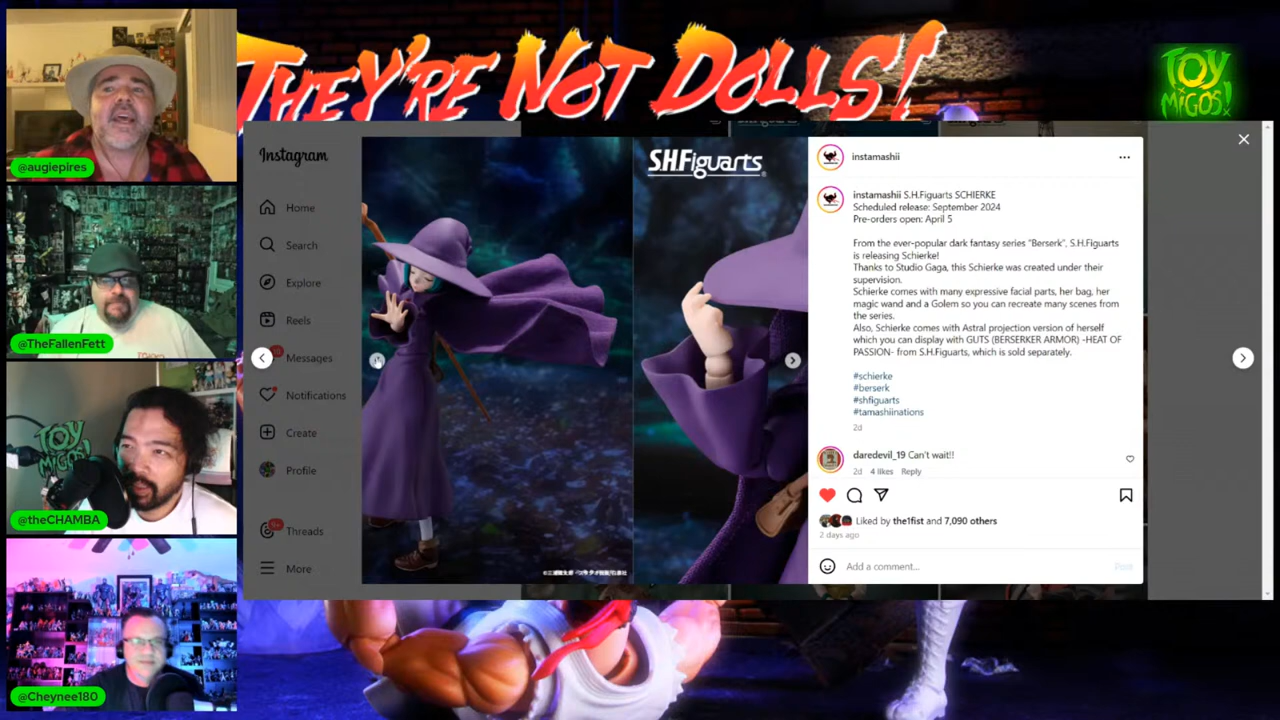 THEY'RE NOT DOLLS!
TOY
MIGOS!
@augiepires
@TheFallenFett
TOY
MIGOS
@theCHAMBA
@Cheynee180
Instagram
Home
Search
Explore
Reels
Messages
Notifications
Create
Profile
9+
Threads
More
S.H.Figuarts
instamashii
instamashii S.H.Figuarts SCHIERKE
Scheduled release: September 2024
Pre-orders open: April 5
From the ever-popular dark fantasy series "Berserk", S.H.Figuarts
is releasing Schierke!
Thanks to Studio Gaga, this Schierke was created under their
supervision.
Schierke comes with many expressive facial parts, her bag, her
magic wand and a Golem so you can recreate many scenes from
the series.
Also, Schierke comes with Astral projection version of herself
which you can display with GUTS (BERSERKER ARMOR) -HEAT OF
PASSION- from S.H.Figuarts, which is sold separately.
#schierke
#berserk
#shfiguarts
#tamashiinations
2d
daredevil_19 Can't wait!!
2d 4 likes Reply
Liked by the1fist and 7,090 others
2 days ago
Add a comment...
Post